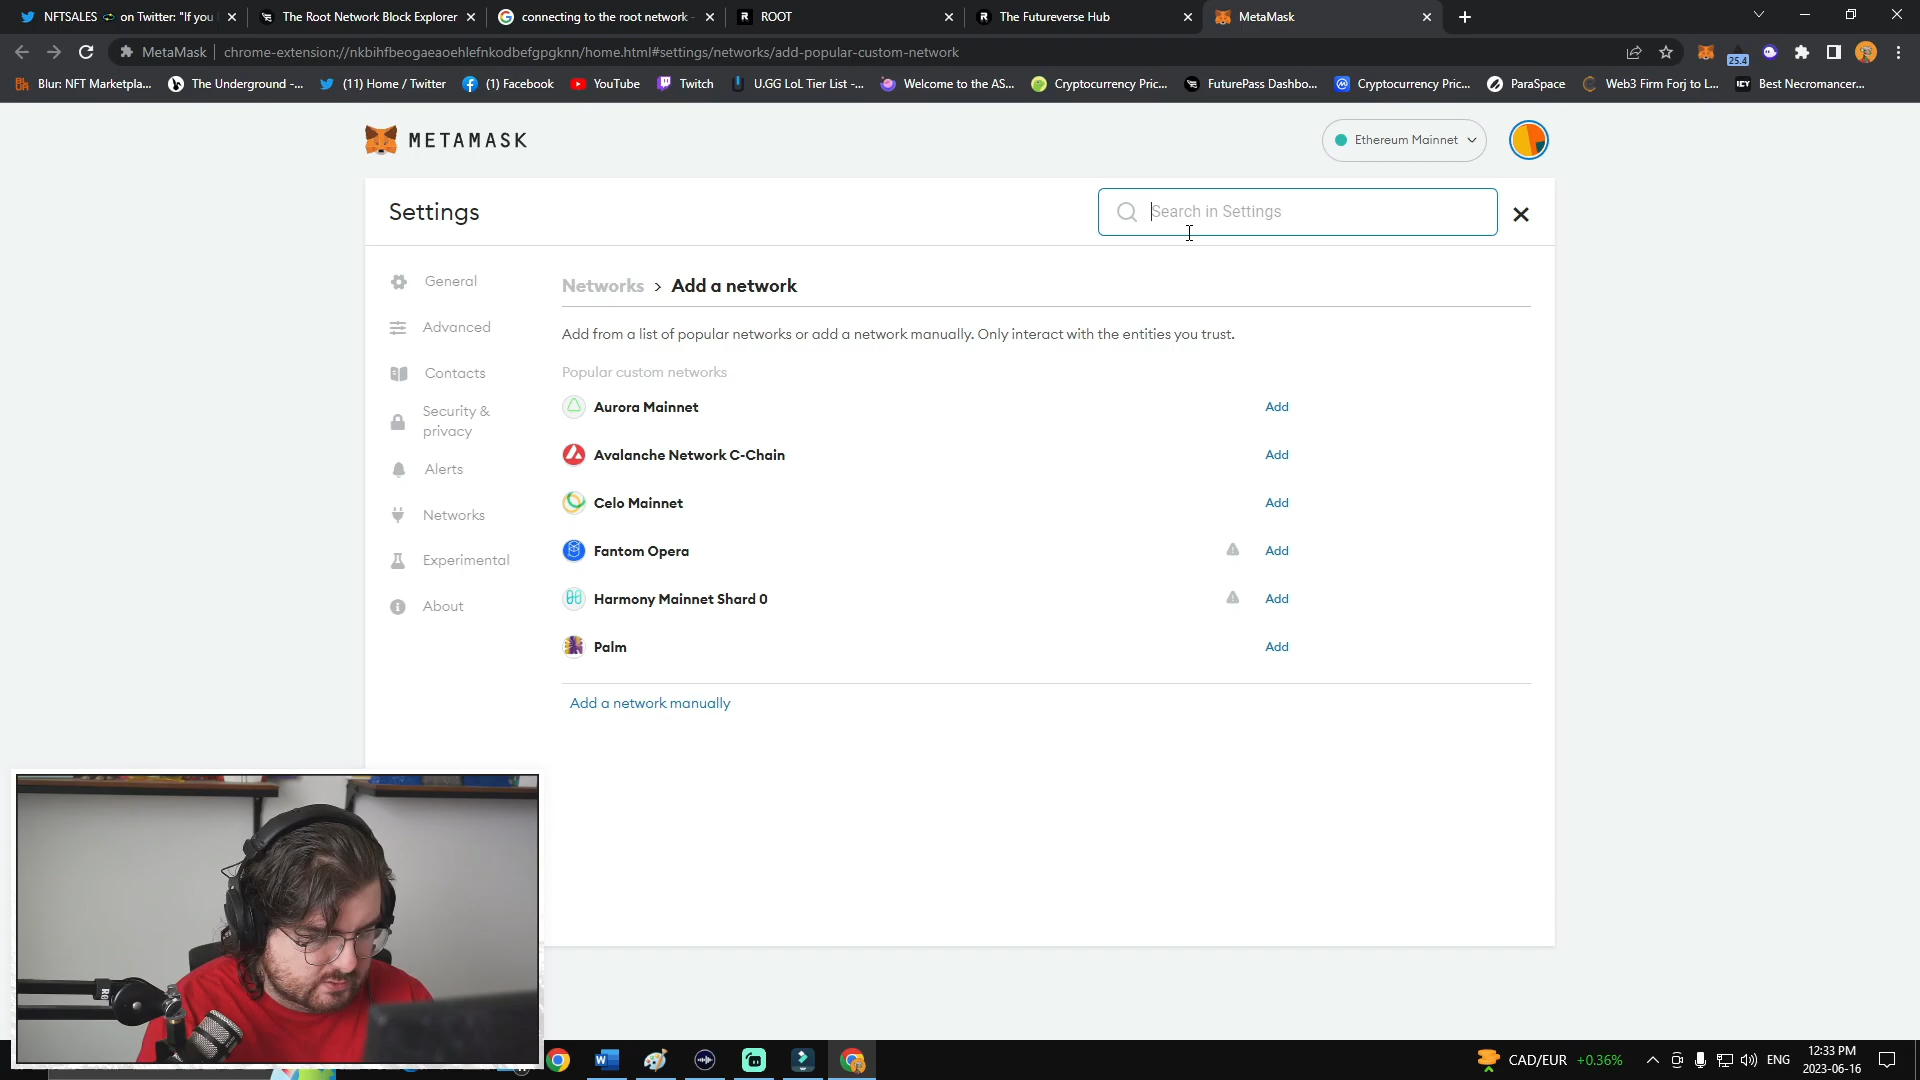 NFTSALES on Twitter: "If you
The Root Network Block Explorer
connecting to the root network -
ROOT
The Futureverse Hub
MetaMask
MetaMask
chrome-extension://nkbihfbeogaeaoehlefnkodbefgpgknn/home.html#settings/networks/add-popular-custom-network
25.4
Blur: NFT Marketpla...
The Underground -...
(11) Home / Twitter
(1) Facebook
YouTube
Twitch
U.GG LoL Tier List -...
Welcome to the AS...
Cryptocurrency Pric...
FuturePass Dashbo...
Cryptocurrency Pric...
ParaSpace
Web3 Firm Forj to L...
Best Necromancer...
METAMASK
Ethereum Mainnet
Settings
Search in Settings
General
Advanced
Contacts
Security &
privacy
Alerts
Networks
Experimental
About
Networks > Add a network
Add from a list of popular networks or add a network manually. Only interact with the entities you trust.
Popular custom networks
Aurora Mainnet
Add
Avalanche Network C-Chain
Add
Celo Mainnet
Add
Fantom Opera
Add
Harmony Mainnet Shard 0
Add
Palm
Add
Add a network manually
CAD/EUR +0.36%
ENG
12:33 PM
2023-06-16